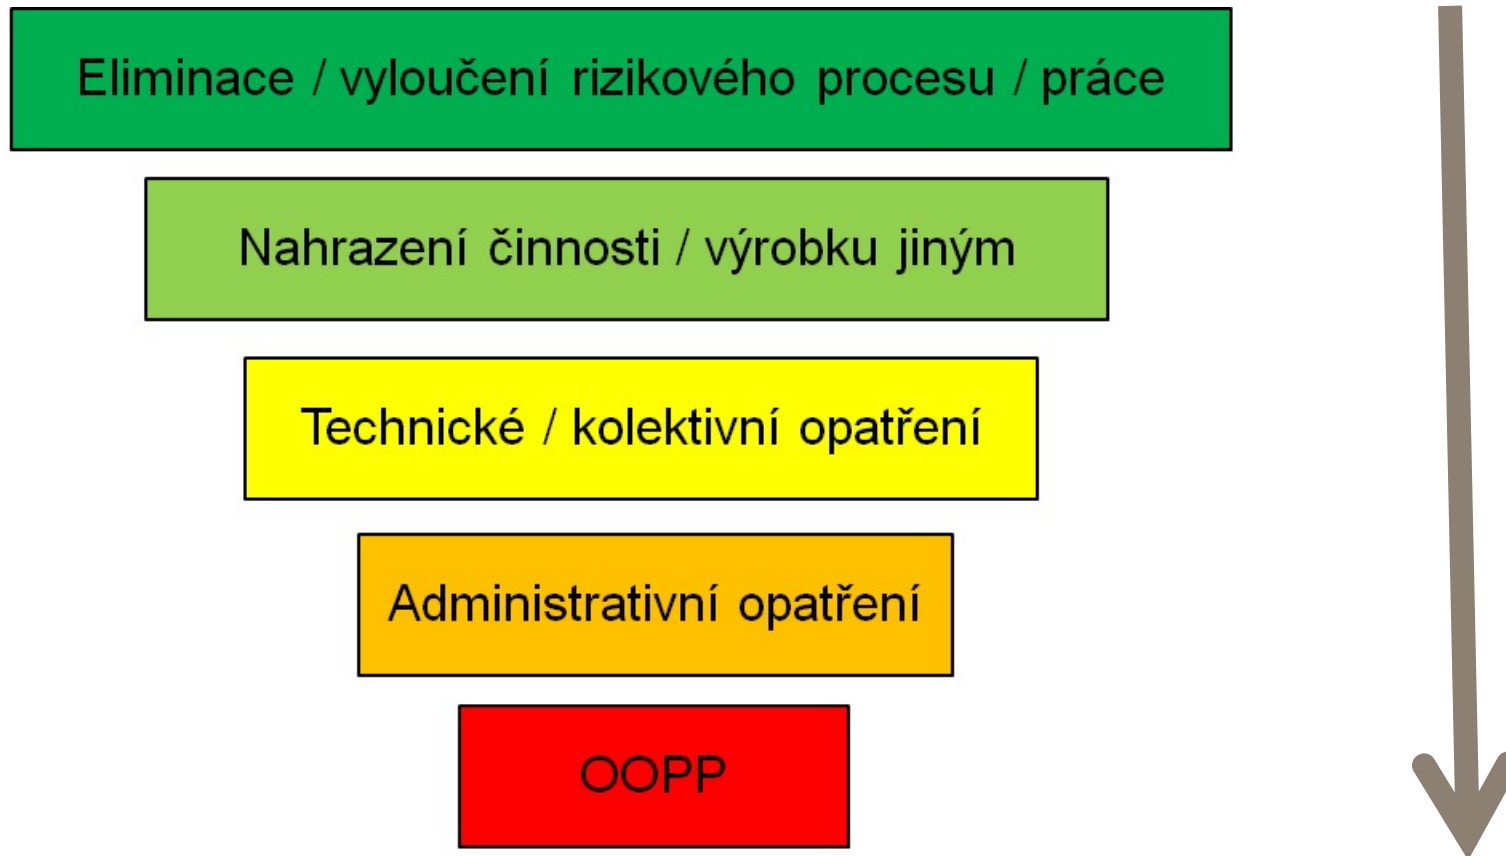 Eliminace / vyloučení rizikového procesu / práce
Nahrazení činnosti / výrobku jiným
Technické / kolektivní opatření
Administrativní opatření
OOPP